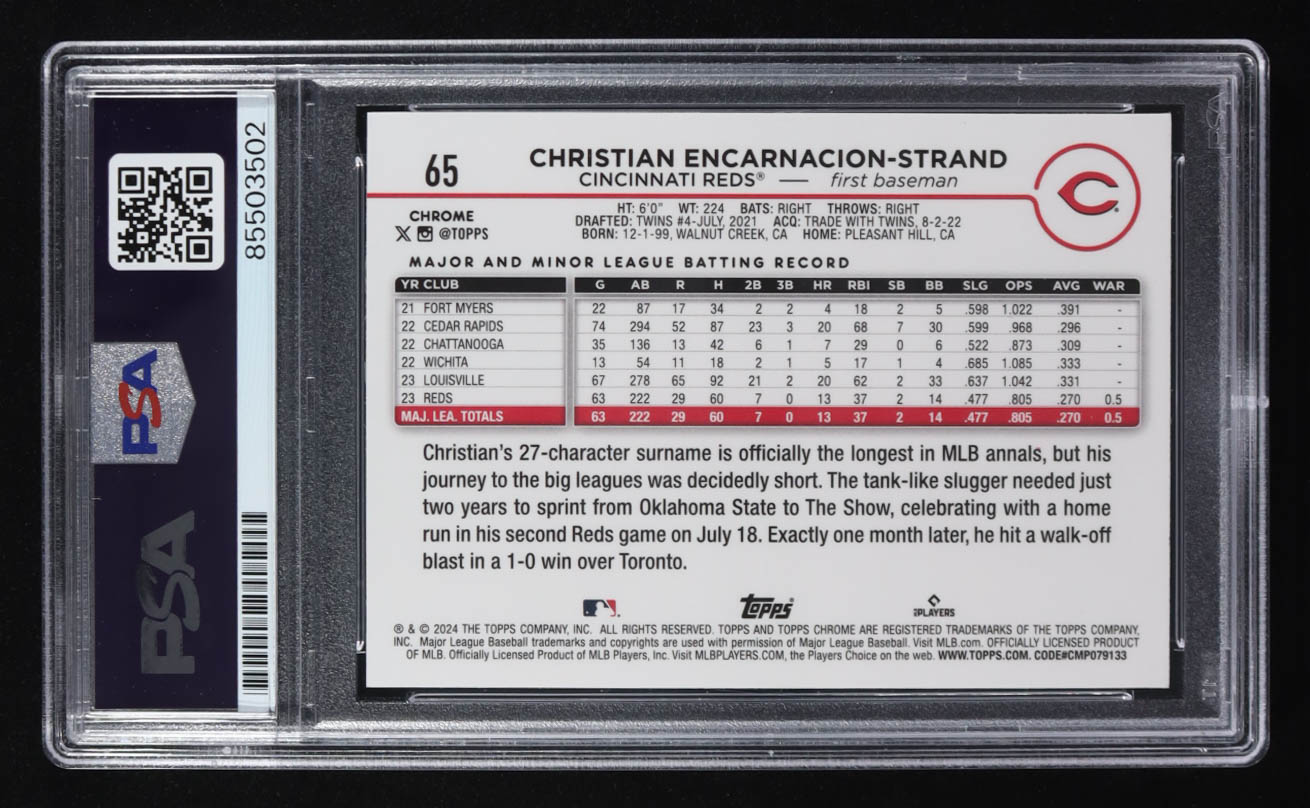 85503502
PSA
PSA
65
CHRISTIAN ENCARNACION-STRAND
CINCINNATI REDS® — first baseman
C
CHROME
@TOPPS
HT: 6'0" WT: 224 BATS: RIGHT THROWS: RIGHT
DRAFTED: TWINS #4-JULY, 2021 ACQ: TRADE WITH TWINS, 8-2-22
BORN: 12-1-99, WALNUT CREEK, CA HOME: PLEASANT HILL, CA
MAJOR AND MINOR LEAGUE BATTING RECORD
YR CLUB G AB R H 2B 3B HR RBI SB BB SLG OPS AVG WAR
21 FORT MYERS 22 87 17 34 2 2 4 18 2 5 .598 1.022 .391 -
22 CEDAR RAPIDS 74 294 52 87 23 3 20 68 7 30 .599 .968 .296 -
22 CHATTANOOGA 35 136 13 42 6 1 7 29 0 6 .522 .873 .309 -
22 WICHITA 13 54 11 18 2 1 5 17 1 4 .685 1.085 .333 -
23 LOUISVILLE 67 278 65 92 21 2 20 62 2 33 .637 1.042 .331 -
23 REDS 63 222 29 60 7 0 13 37 2 14 .477 .805 .270 0.5
MAJ. LEA. TOTALS 63 222 29 60 7 0 13 37 2 14 .477 .805 .270 0.5
Christian's 27-character surname is officially the longest in MLB annals, but his
journey to the big leagues was decidedly short. The tank-like slugger needed just
two years to sprint from Oklahoma State to The Show, celebrating with a home
run in his second Reds game on July 18. Exactly one month later, he hit a walk-off
blast in a 1-0 win over Toronto.
Topps®
PLAYERS
® & © 2024 THE TOPPS COMPANY, INC. ALL RIGHTS RESERVED. TOPPS AND TOPPS CHROME ARE REGISTERED TRADEMARKS OF THE TOPPS COMPANY,
INC. Major League Baseball trademarks and copyrights are used with permission of Major League Baseball. Visit MLB.com. OFFICIALLY LICENSED PRODUCT
OF MLB. Officially Licensed Product of MLB Players, Inc. Visit MLBPLAYERS.COM, the Players Choice on the web. WWW.TOPPS.COM. CODE#CMP079133